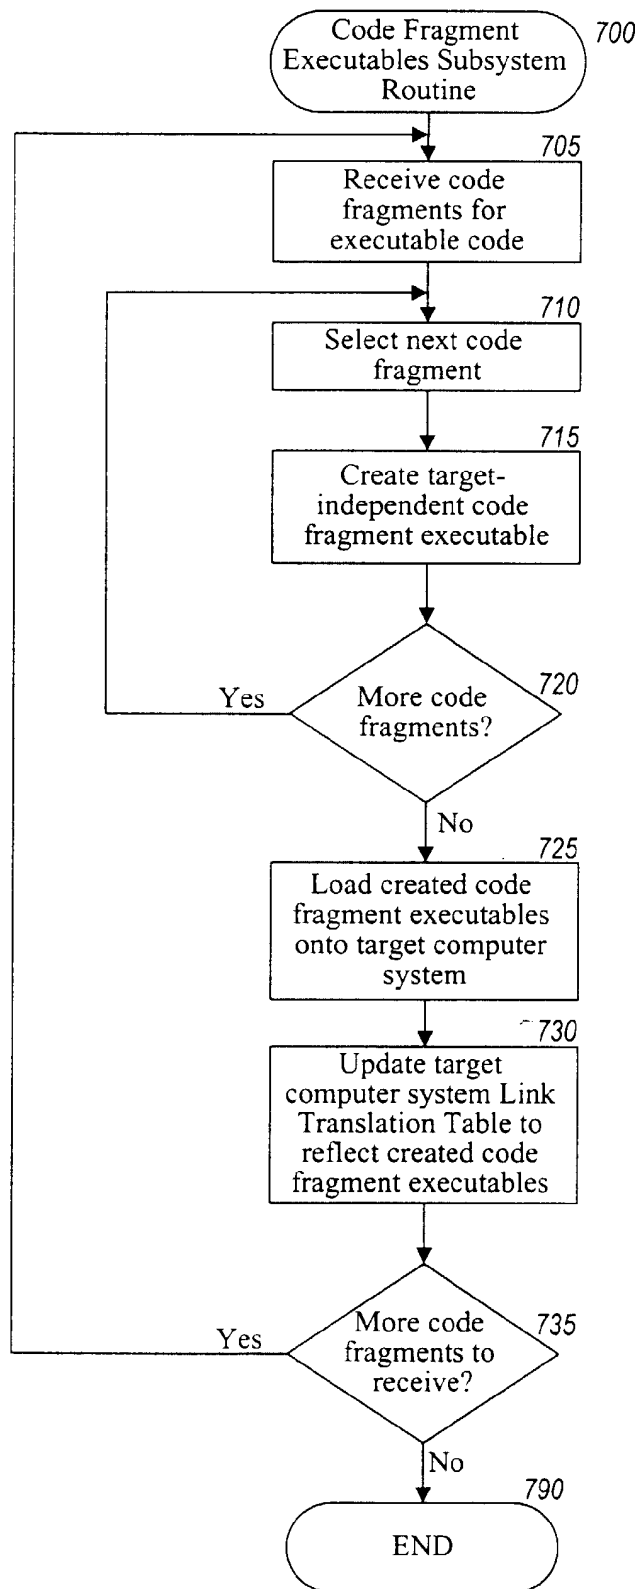 Code Fragment
Executables Subsystem
Routine
700
705
Receive code
fragments for
executable code
710
Select next code
fragment
715
Create target-
independent code
fragment executable
720
More code
fragments?
Yes
No
725
Load created code
fragment executables
onto target computer
system
730
Update target
computer system Link
Translation Table to
reflect created code
fragment executables
735
More code
fragments to
receive?
Yes
No
790
END